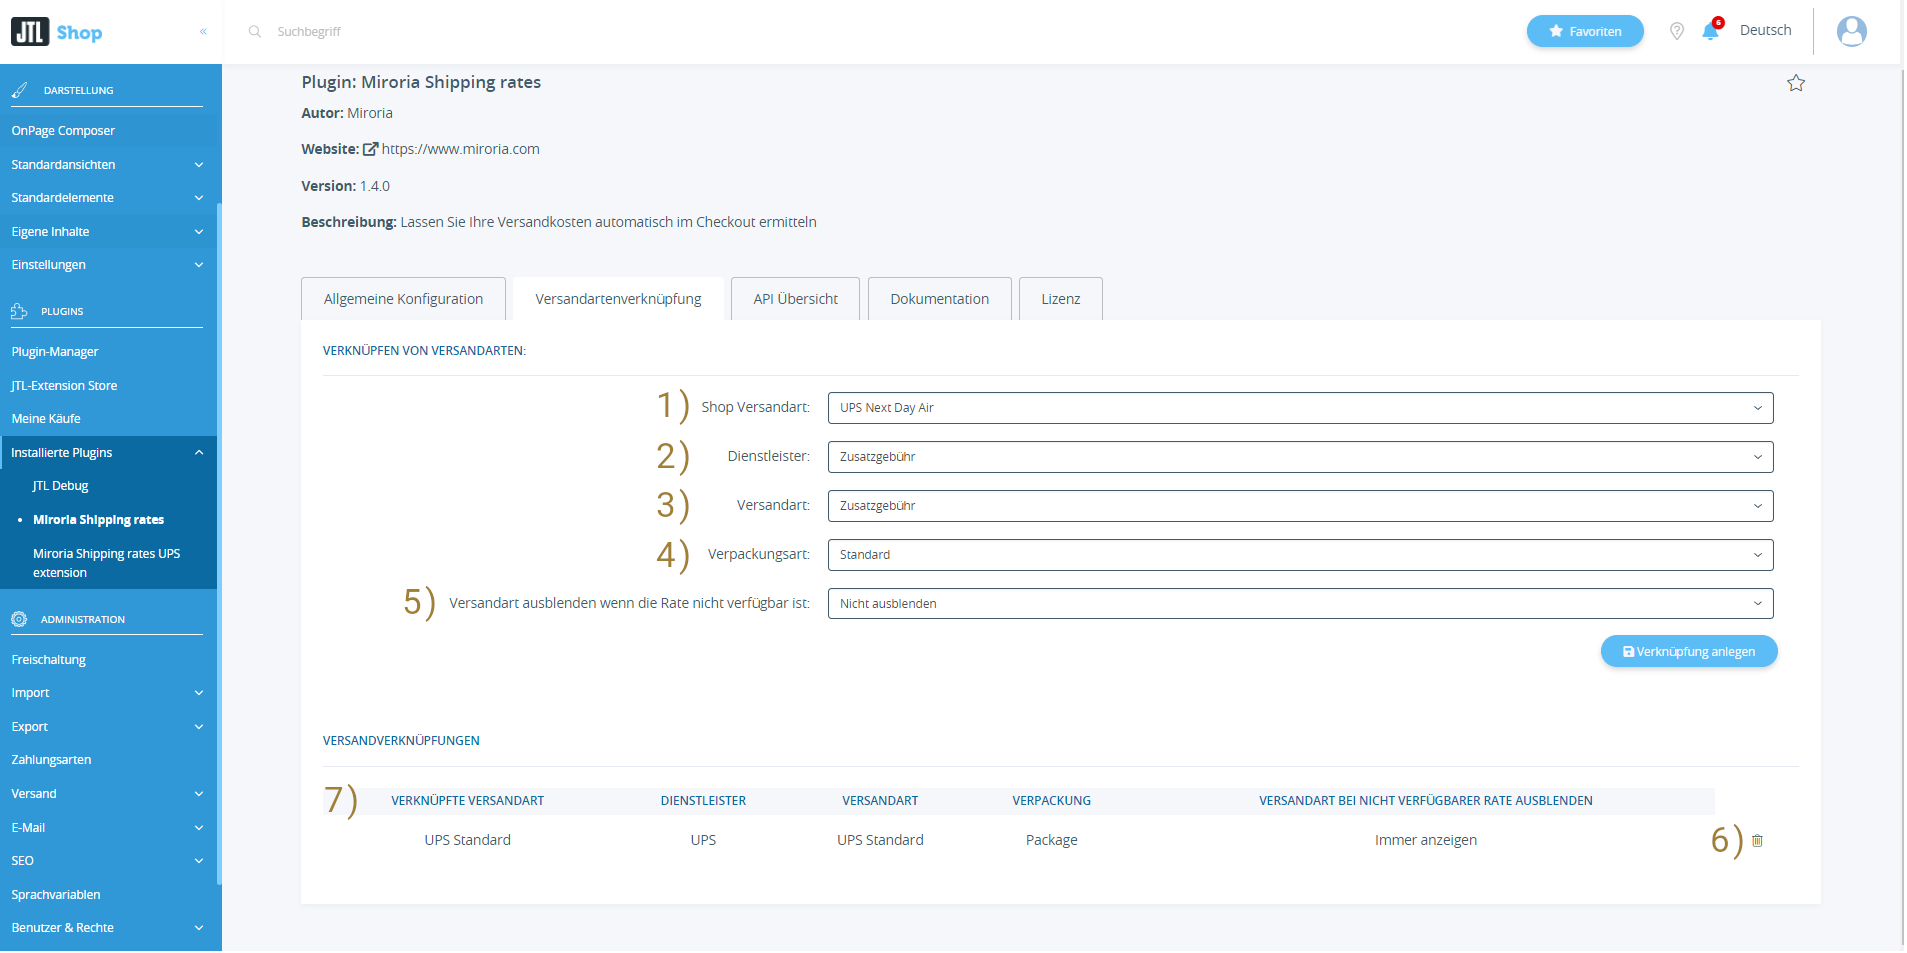 JTL Shop
«
Suchbegriff
Favoriten
6
Deutsch
DARSTELLUNG
OnPage Composer
Standardansichten
Standardelemente
Eigene Inhalte
Einstellungen
PLUGINS
Plugin-Manager
JTL-Extension Store
Meine Käufe
Installierte Plugins
JTL Debug
• Miroria Shipping rates
Miroria Shipping rates UPS
extension
ADMINISTRATION
Freischaltung
Import
Export
Zahlungsarten
Versand
E-Mail
SEO
Sprachvariablen
Benutzer & Rechte
Plugin: Miroria Shipping rates
Autor: Miroria
Website: https://www.miroria.com
Version: 1.4.0
Beschreibung: Lassen Sie Ihre Versandkosten automatisch im Checkout ermitteln
Allgemeine Konfiguration Versandartenverknüpfung API Übersicht Dokumentation Lizenz
VERKNÜPFEN VON VERSANDARTEN:
1) Shop Versandart: UPS Next Day Air
2) Dienstleister: Zusatzgebühr
3) Versandart: Zusatzgebühr
4) Verpackungsart: Standard
5) Versandart ausblenden wenn die Rate nicht verfügbar ist: Nicht ausblenden
Verknüpfung anlegen
VERSANDVERKNÜPFUNGEN
7) VERKNÜPFTE VERSANDART DIENSTLEISTER VERSANDART VERPACKUNG VERSANDART BEI NICHT VERFÜGBARER RATE AUSBLENDEN
UPS Standard UPS UPS Standard Package Immer anzeigen 6)